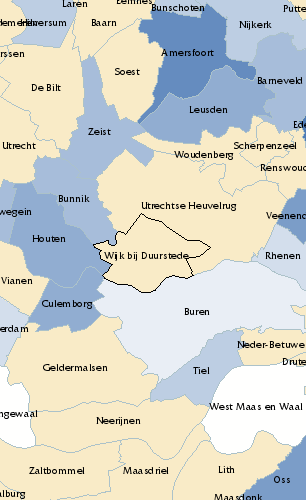 Laren
Bunschoten
Putte
Hilversum
Baarn
Nijkerk
Amersfoort
rssen
Soest
De Bilt
Barneveld
Leusden
Ede
Zeist
Utrecht
Scherpenzeel
Woudenberg
Renswoud
Bunnik
Utrechtse Heuvelrug
wegein
Veenend
Houten
Wijk bij Duurstede
Rhenen
Vianen
Culemborg
Buren
erdam
Neder-Betuwe
Drute
Geldermalsen
Tiel
West Maas en Waal
ngewaal
Neerijnen
Zaltbommel
Maasdriel
Lith
Oss
alburg
Maasdonk